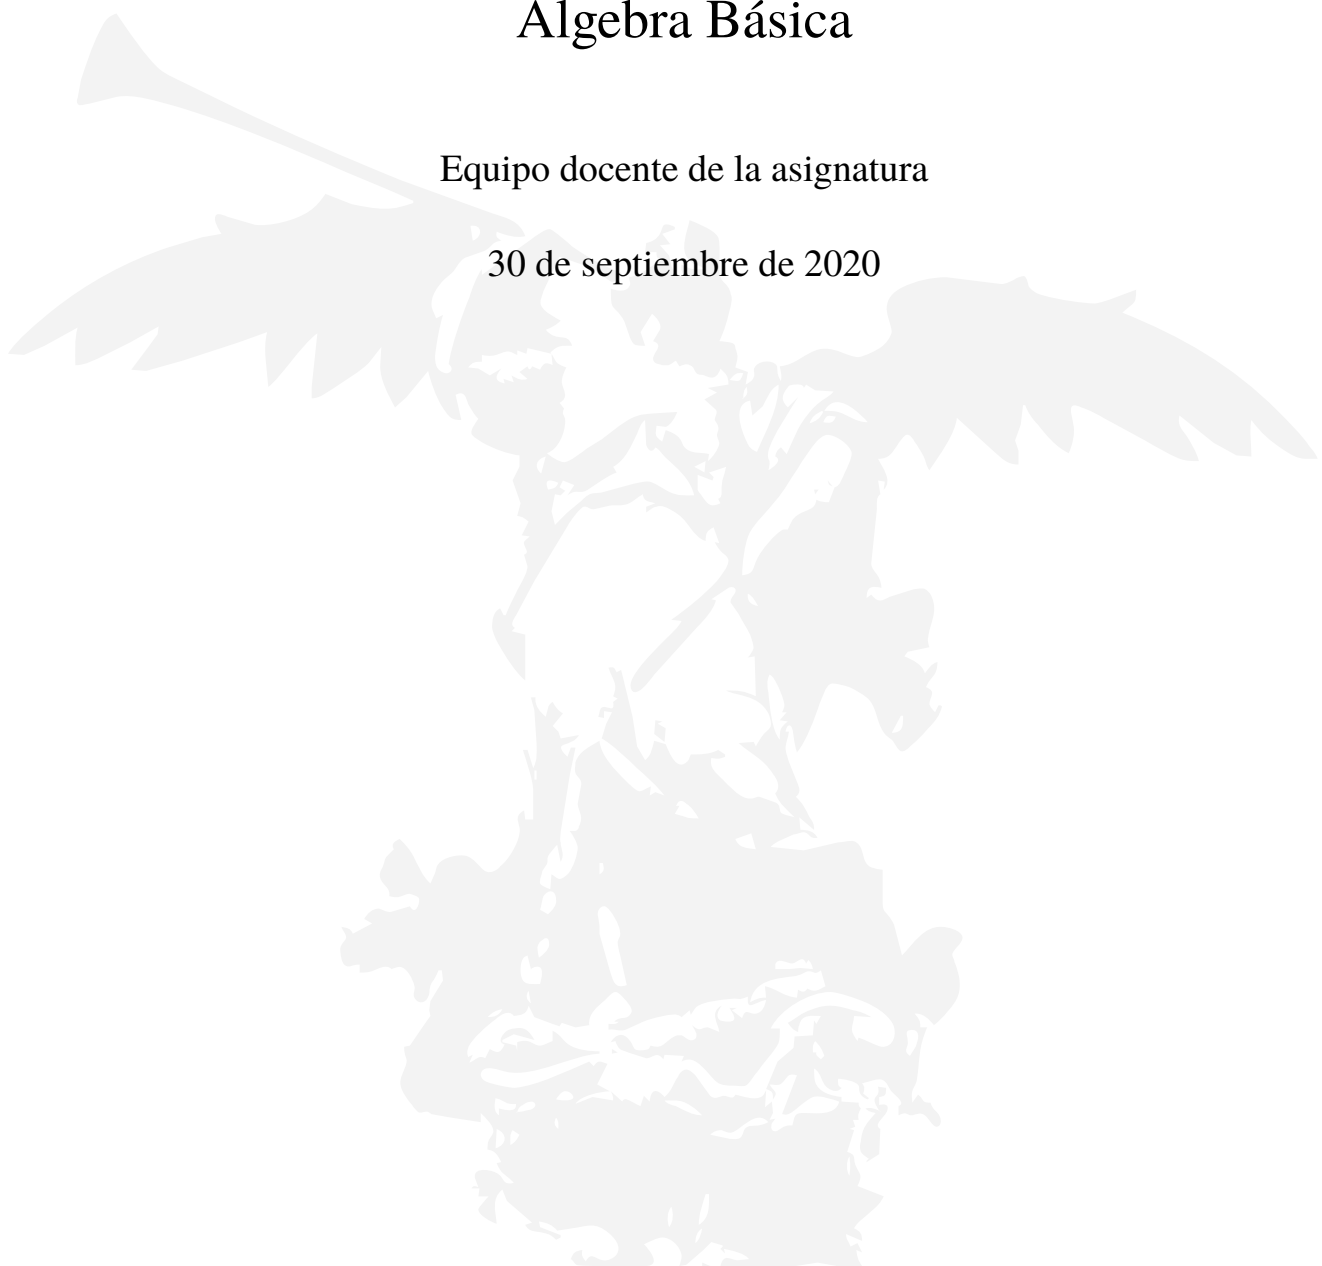 Álgebra Básica
Equipo docente de la asignatura
30 de septiembre de 2020